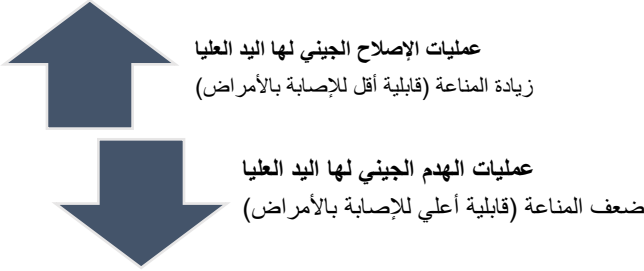 عمليات الإصلاح الجيني لها اليد العليا
زيادة المناعة (قابلية أقل للإصابة بالأمراض)
عمليات الهدم الجيني لها اليد العليا
ضعف المناعة (قابلية أعلي للإصابة بالأمراض)